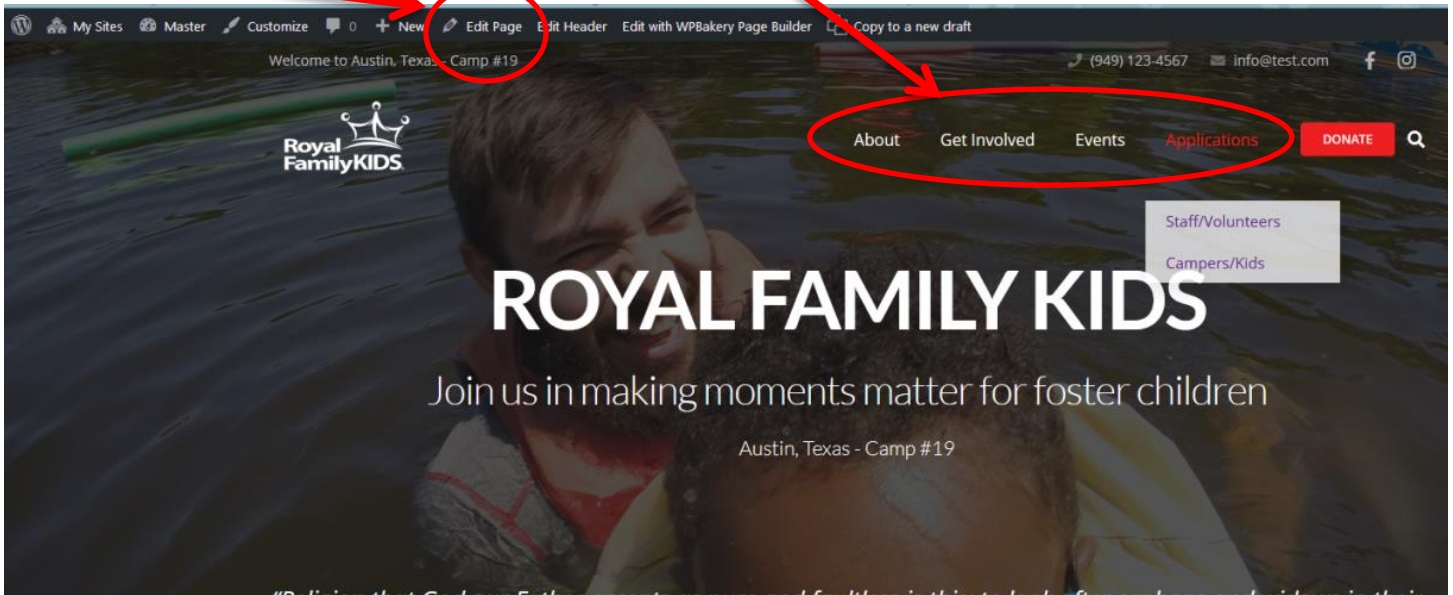 My Sites Master Customize 0 + New Edit Page Edit Header Edit with WPBakery Page Builder Copy to a new draft
Welcome to Austin, Texas - Camp #19 (949) 123-4567 info@test.com
Royal
FamilyKIDS
About Get Involved Events Applications DONATE
Staff/Volunteers
Campers/Kids
ROYAL FAMILY KIDS
Join us in making moments matter for foster children
Austin, Texas - Camp #19